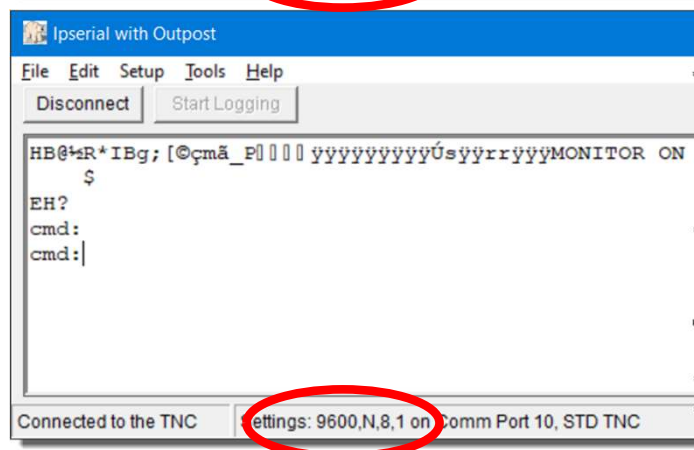 Ipserial with Outpost
File Edit Setup Tools Help
Disconnect Start Logging
HB@½R*IBg;[©çmã_P▯▯▯▯ÿÿÿÿÿÿÿÿÿÚsÿÿrrÿÿÿMONITOR ON
$
EH?
cmd:
cmd:
Connected to the TNC Settings: 9600,N,8,1 on Comm Port 10, STD TNC